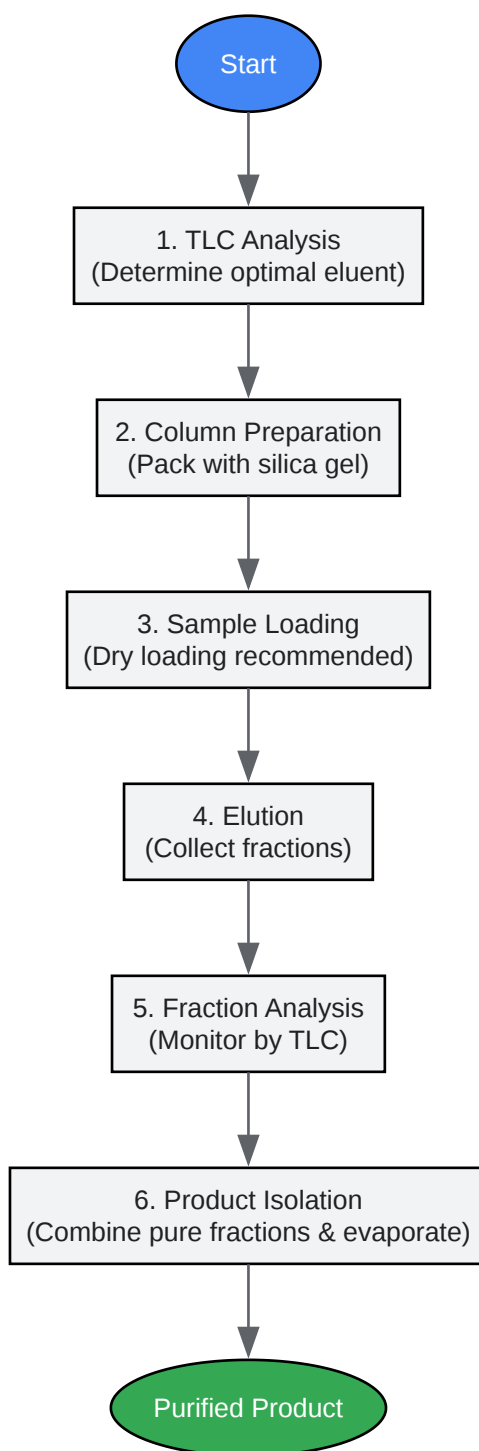 Start
1. TLC Analysis
(Determine optimal eluent)
2. Column Preparation
(Pack with silica gel)
3. Sample Loading
(Dry loading recommended)
4. Elution
(Collect fractions)
5. Fraction Analysis
(Monitor by TLC)
6. Product Isolation
(Combine pure fractions & evaporate)
Purified Product